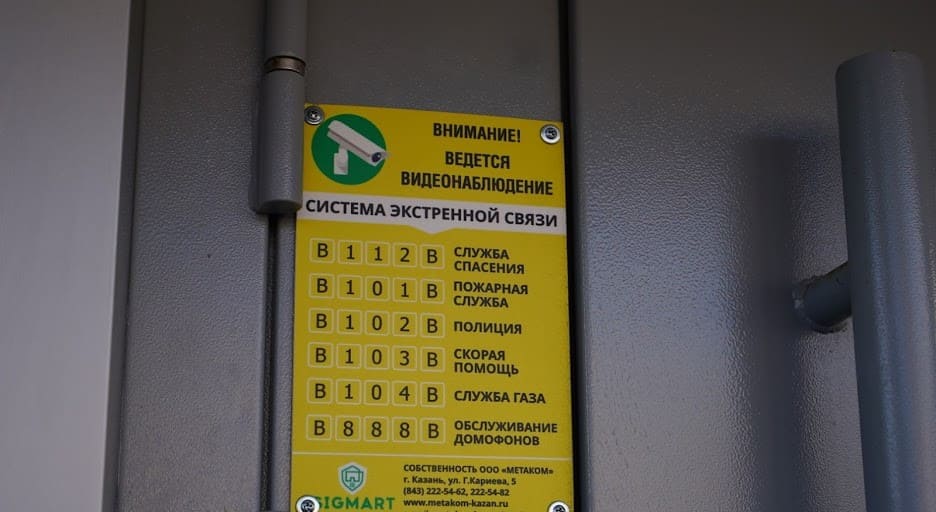 ВНИМАНИЕ!
ВЕДЕТСЯ
ВИДЕОНАБЛЮДЕНИЕ
СИСТЕМА ЭКСТРЕННОЙ СВЯЗИ
В 1 1 2 В СЛУЖБА
СПАСЕНИЯ
В 1 0 1 В ПОЖАРНАЯ
СЛУЖБА
В 1 0 2 В ПОЛИЦИЯ
В 1 0 3 В СКОРАЯ
ПОМОЩЬ
В 1 0 4 В СЛУЖБА ГАЗА
В 8 8 8 В ОБСЛУЖИВАНИЕ
ДОМОФОНОВ
SIGMART
СОБСТВЕННОСТЬ ООО «МЕТАКОМ»
г. Казань, ул. Г.Кариева, 5
(843) 222-54-62, 222-54-82
www.metakom-kazan.ru